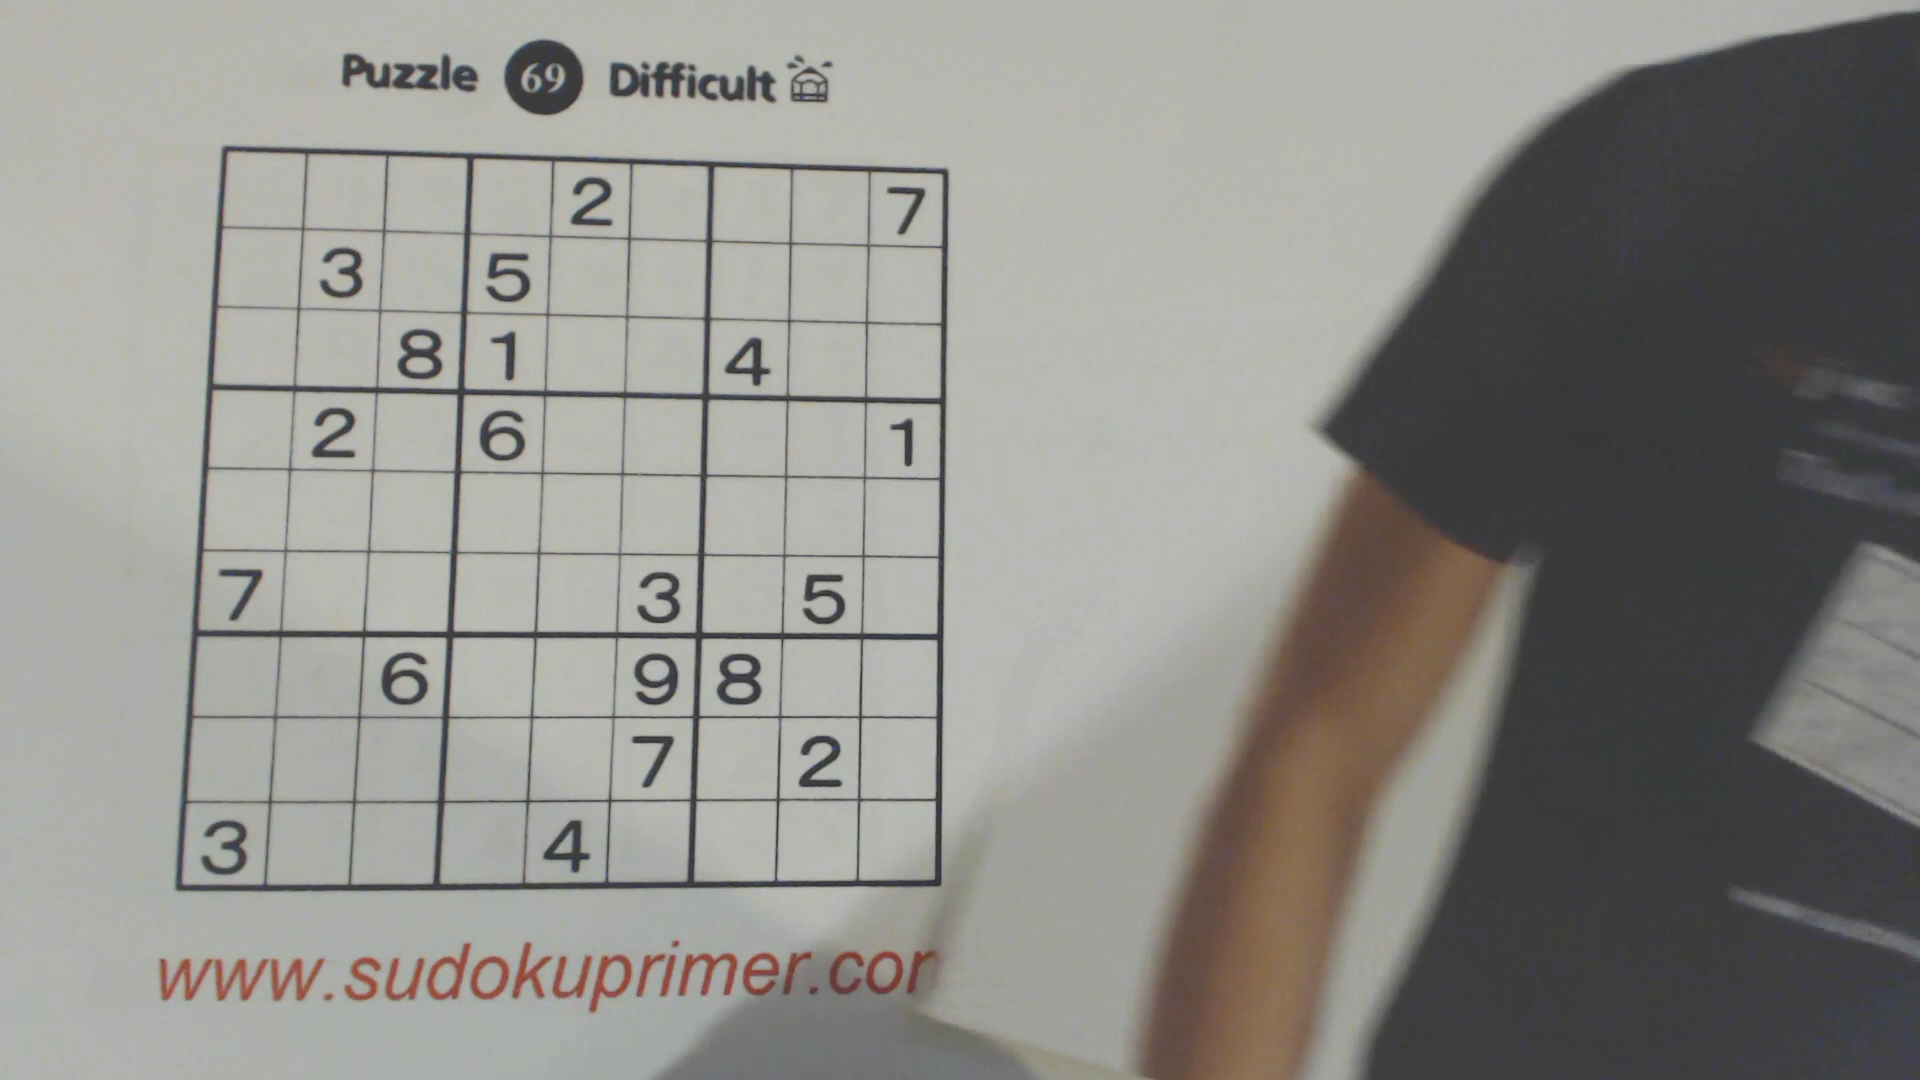 Puzzle 69 Difficult
2 7
3 5
8 1 4
2 6 1
7 3 5
6 9 8
7 2
3 4
www.sudokuprimer.cor